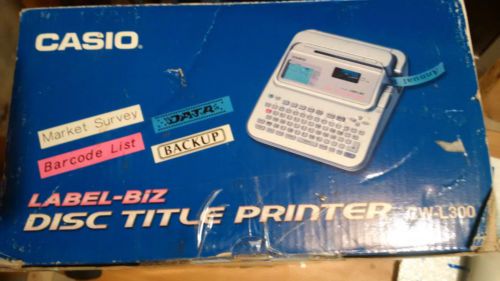 CASIO
Market Survey
DATA
Barcode List
BACKUP
LABEL-BIZ
DISC TITLE PRINTER CW-L300